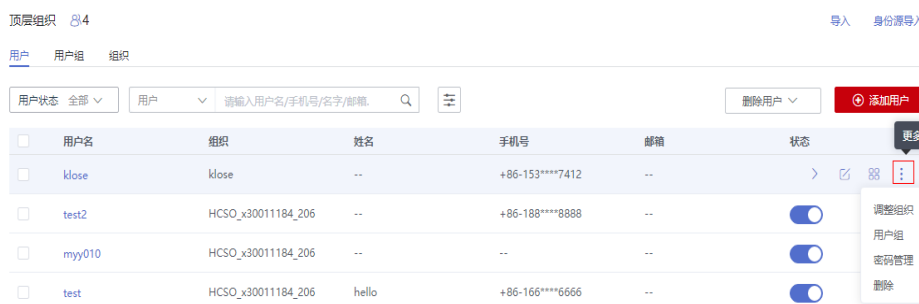 顶层组织 4 导入 身份源导入
用户 用户组 组织
用户状态 全部 用户 请输入用户名/手机号/名字/邮箱. 删除用户 添加用户
用户名 组织 姓名 手机号 邮箱 状态 更多
klose klose -- +86-153****7412 --
test2 HCSO_x30011184_206 -- +86-188****8888 --
调整组织
用户组
myy010 HCSO_x30011184_206 -- -- --
密码管理
删除
test HCSO_x30011184_206 hello +86-166****6666 --